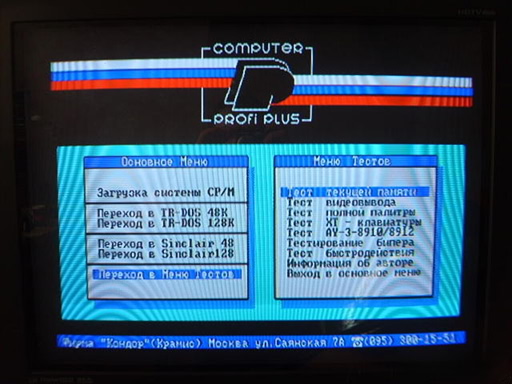 COMPUTER
PROFI PLUS
Основное Меню
Загрузка системы CP/M
Переход в TR-DOS 48K
Переход в TR-DOS 128K
Переход в Sinclair 48
Переход в Sinclair128
Переход в Меню Тестов
Меню Тестов
Тест текущей памяти
Тест видеовывода
Тест полной палитры
Тест XT - клавиатуры
Тест AY-3-8910/8912
Тестирование бипера
Тест быстродействия
Информация об авторе
Выход в основное меню
Фирма "Кондор"(Крамис) Москва ул.Саянская 7А ☎(095) 300-15-51